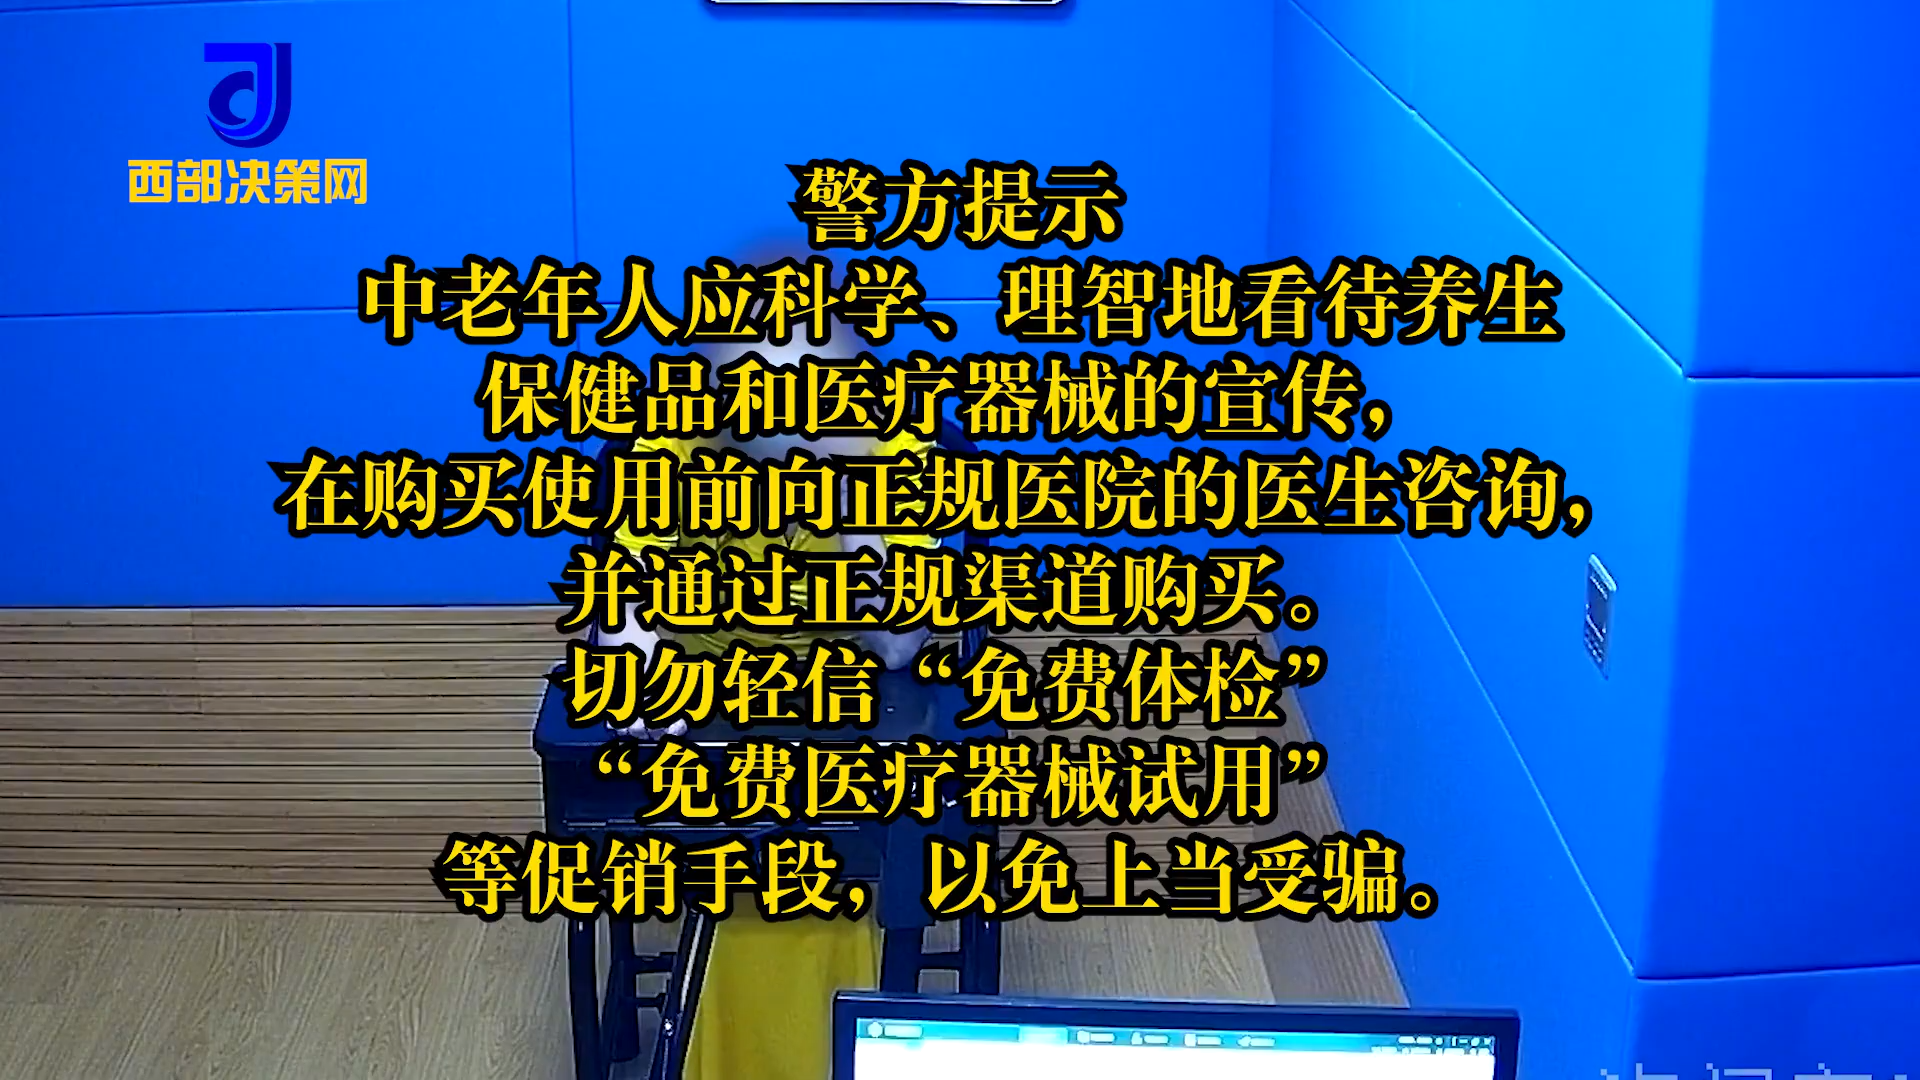 西部决策网
警方提示
中老年人应科学、理智地看待养生
保健品和医疗器械的宣传，
在购买使用前向正规医院的医生咨询，
并通过正规渠道购买。
切勿轻信“免费体检”
“免费医疗器械试用”
等促销手段，以免上当受骗。